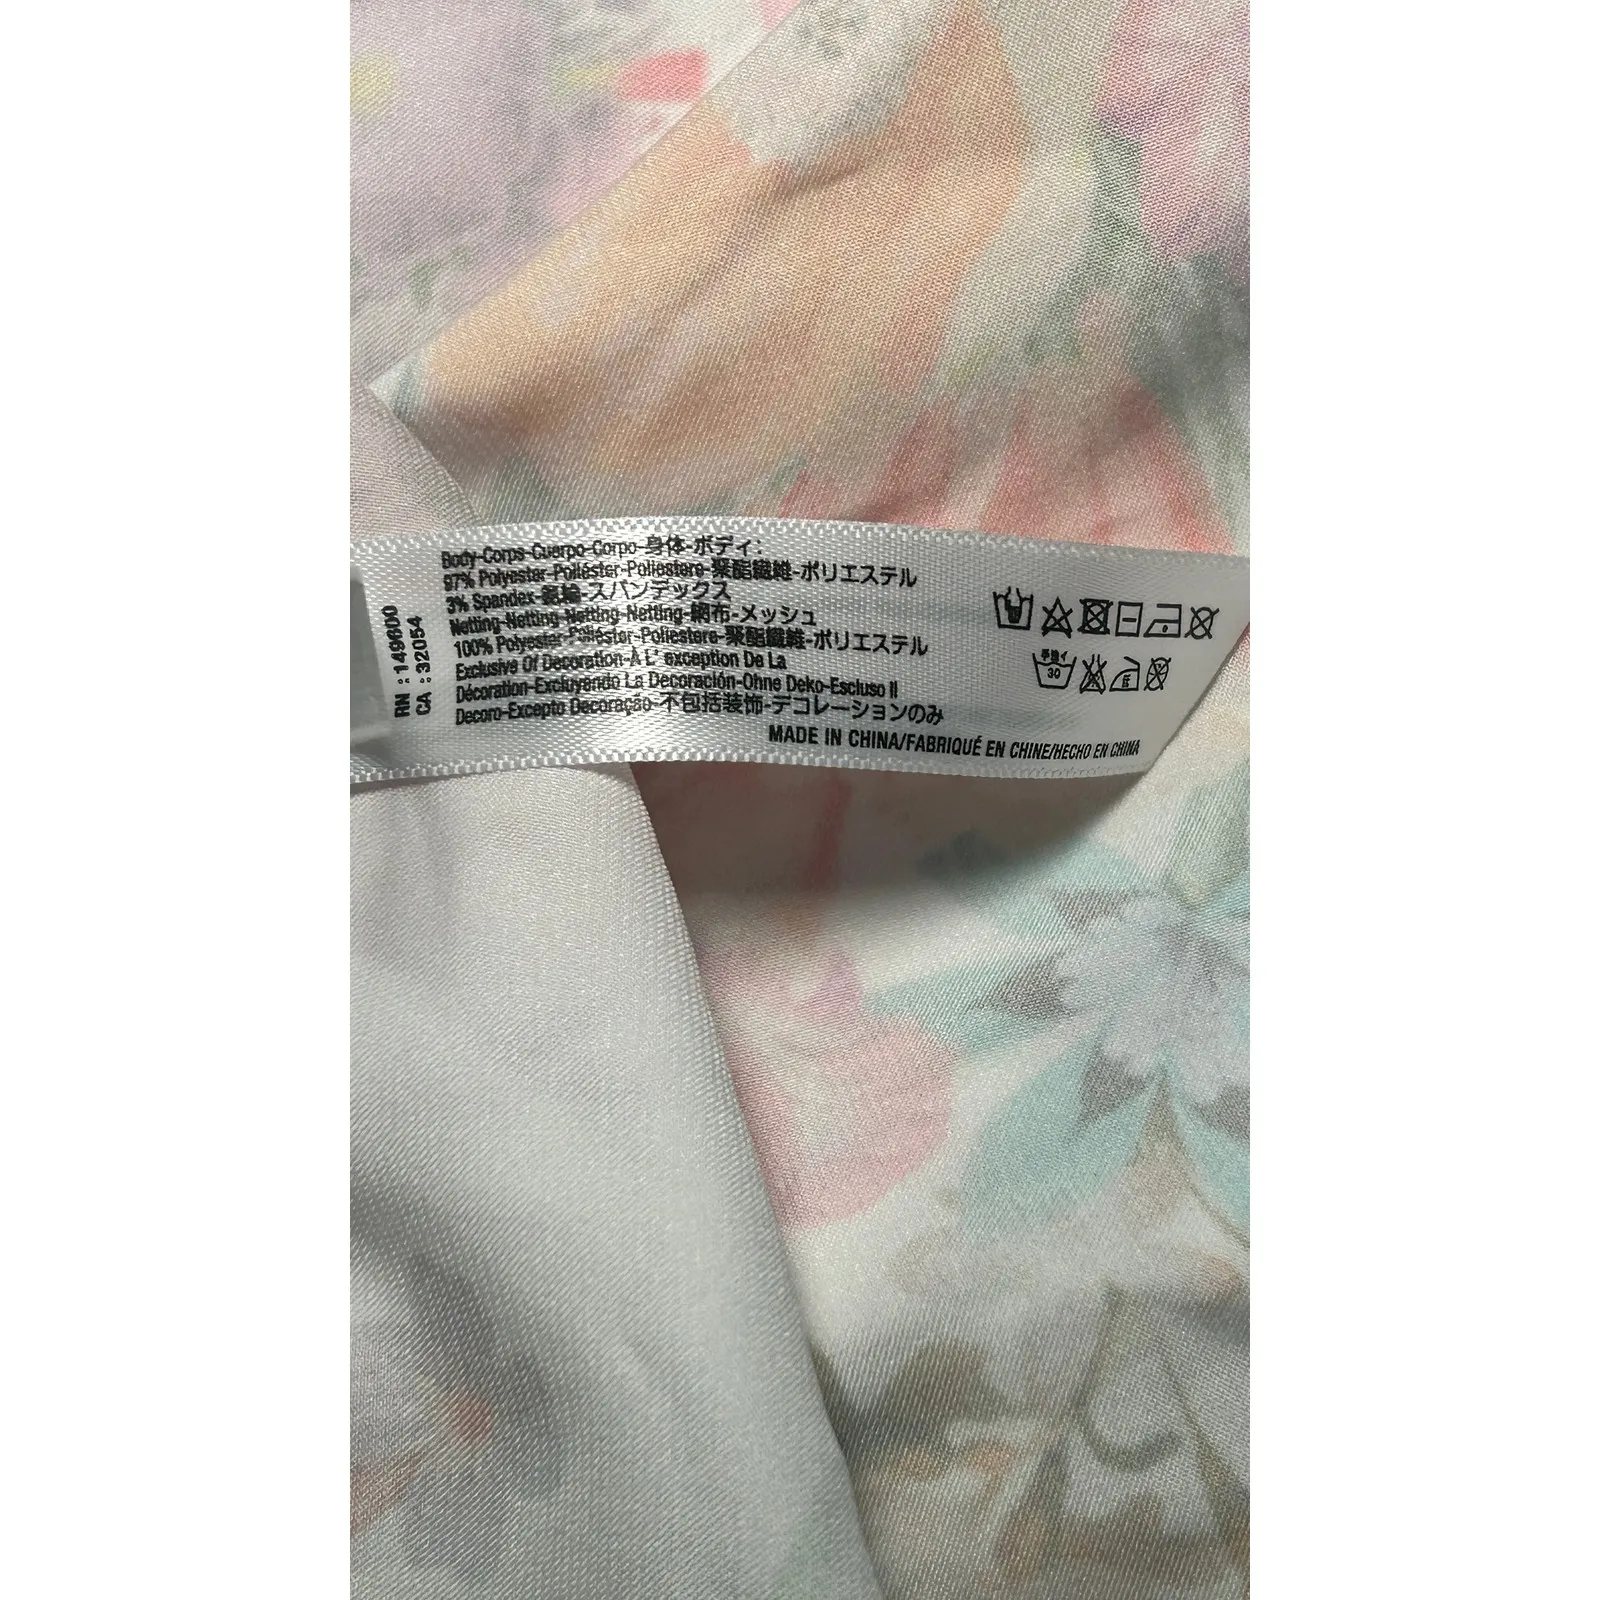 RN : 149600
CA : 32054
Body-Corps-Cuerpo-Corpo-身体-ボディ:
97% Polyester-Poliéster-Poliestere-聚酯纖維-ポリエステル
3% Spandex-氨綸-スパンデックス
Netting-Netting-Netting-Netting-網布-メッシュ
100% Polyester-Poliéster-Poliestere-聚酯纖維-ポリエステル
Exclusive Of Decoration-À L' exception De La
Décoration-Excluyendo La Decoración-Ohne Deko-Escluso Il
Decoro-Excepto Decoração-不包括装饰-デコレーションのみ
MADE IN CHINA/FABRIQUÉ EN CHINE/HECHO EN CHINA
手洗イ
30